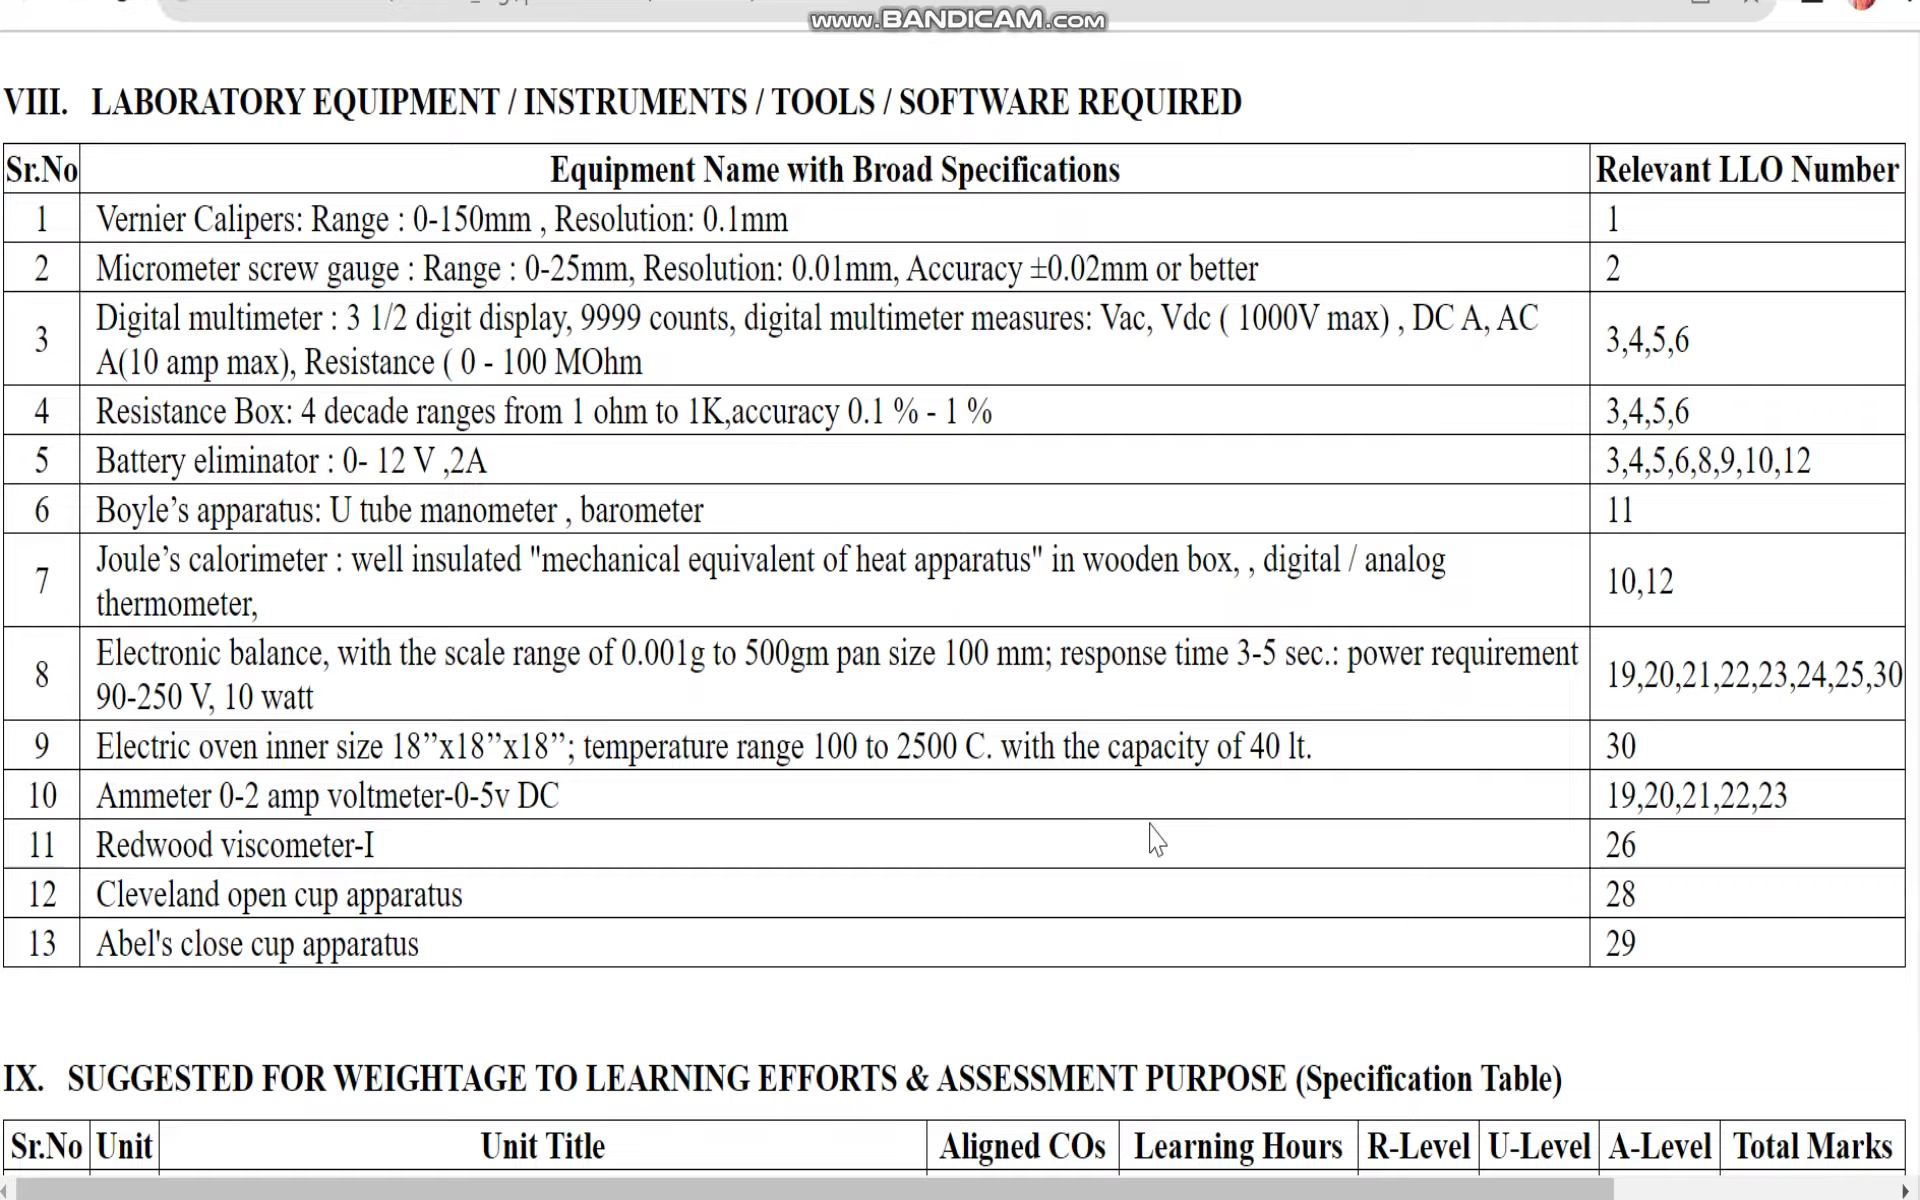 www.BANDICAM.com
VIII. LABORATORY EQUIPMENT / INSTRUMENTS / TOOLS / SOFTWARE REQUIRED
Sr.No Equipment Name with Broad Specifications Relevant LLO Number
1 Vernier Calipers: Range : 0-150mm , Resolution: 0.1mm 1
2 Micrometer screw gauge : Range : 0-25mm, Resolution: 0.01mm, Accuracy ±0.02mm or better 2
3 Digital multimeter : 3 1/2 digit display, 9999 counts, digital multimeter measures: Vac, Vdc ( 1000V max) , DC A, AC
A(10 amp max), Resistance ( 0 - 100 MOhm 3,4,5,6
4 Resistance Box: 4 decade ranges from 1 ohm to 1K,accuracy 0.1 % - 1 % 3,4,5,6
5 Battery eliminator : 0- 12 V ,2A 3,4,5,6,8,9,10,12
6 Boyle’s apparatus: U tube manometer , barometer 11
7 Joule’s calorimeter : well insulated "mechanical equivalent of heat apparatus" in wooden box, , digital / analog
thermometer, 10,12
8 Electronic balance, with the scale range of 0.001g to 500gm pan size 100 mm; response time 3-5 sec.: power requirement
90-250 V, 10 watt 19,20,21,22,23,24,25,30
9 Electric oven inner size 18’’x18’’x18’’; temperature range 100 to 2500 C. with the capacity of 40 lt. 30
10 Ammeter 0-2 amp voltmeter-0-5v DC 19,20,21,22,23
11 Redwood viscometer-I 26
12 Cleveland open cup apparatus 28
13 Abel's close cup apparatus 29
IX. SUGGESTED FOR WEIGHTAGE TO LEARNING EFFORTS & ASSESSMENT PURPOSE (Specification Table)
Sr.No Unit Unit Title Aligned COs Learning Hours R-Level U-Level A-Level Total Marks